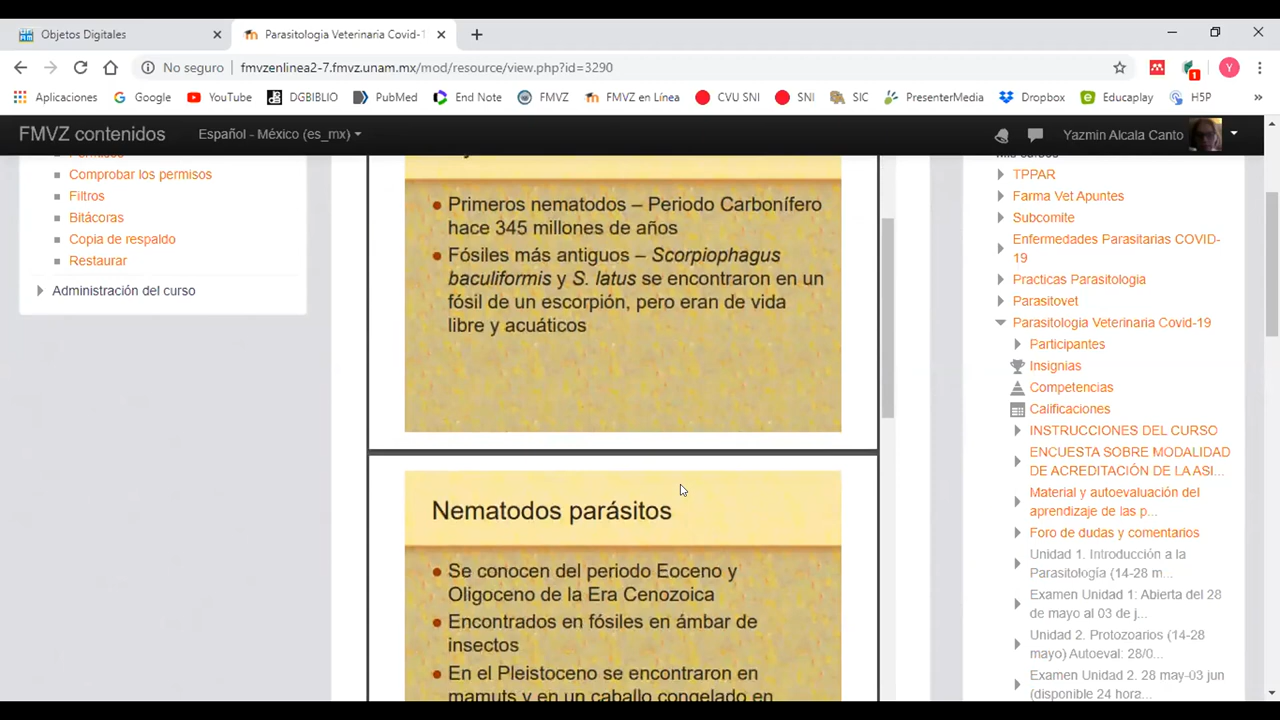 Objetos Digitales
Parasitologia Veterinaria Covid-1
No seguro
fmvzenlinea2-7.fmvz.unam.mx/mod/resource/view.php?id=3290
1
Y
Aplicaciones
Google
YouTube
DGBIBLIO
PubMed
End Note
FMVZ
FMVZ en Línea
CVU SNI
SNI
SIC
PresenterMedia
Dropbox
Educaplay
H5P
»
FMVZ contenidos
Español - México (es_mx)
Yazmin Alcala Canto
Comprobar los permisos
Filtros
Bitácoras
Copia de respaldo
Restaurar
Administración del curso
Primeros nematodos – Periodo Carbonífero
hace 345 millones de años
Fósiles más antiguos – Scorpiophagus
baculiformis y S. latus se encontraron en un
fósil de un escorpión, pero eran de vida
libre y acuáticos
Nematodos parásitos
Se conocen del periodo Eoceno y
Oligoceno de la Era Cenozoica
Encontrados en fósiles en ámbar de
insectos
En el Pleistoceno se encontraron en
mamuts y en un caballo congelado en
TPPAR
Farma Vet Apuntes
Subcomite
Enfermedades Parasitarias COVID-
19
Practicas Parasitologia
Parasitovet
Parasitologia Veterinaria Covid-19
Participantes
Insignias
Competencias
Calificaciones
INSTRUCCIONES DEL CURSO
ENCUESTA SOBRE MODALIDAD
DE ACREDITACIÓN DE LA ASI...
Material y autoevaluación del
aprendizaje de las p...
Foro de dudas y comentarios
Unidad 1. Introducción a la
Parasitología (14-28 m...
Examen Unidad 1: Abierta del 28
de mayo al 03 de j...
Unidad 2. Protozoarios (14-28
mayo) Autoeval: 28/0...
Examen Unidad 2. 28 may-03 jun
(disponible 24 hora...